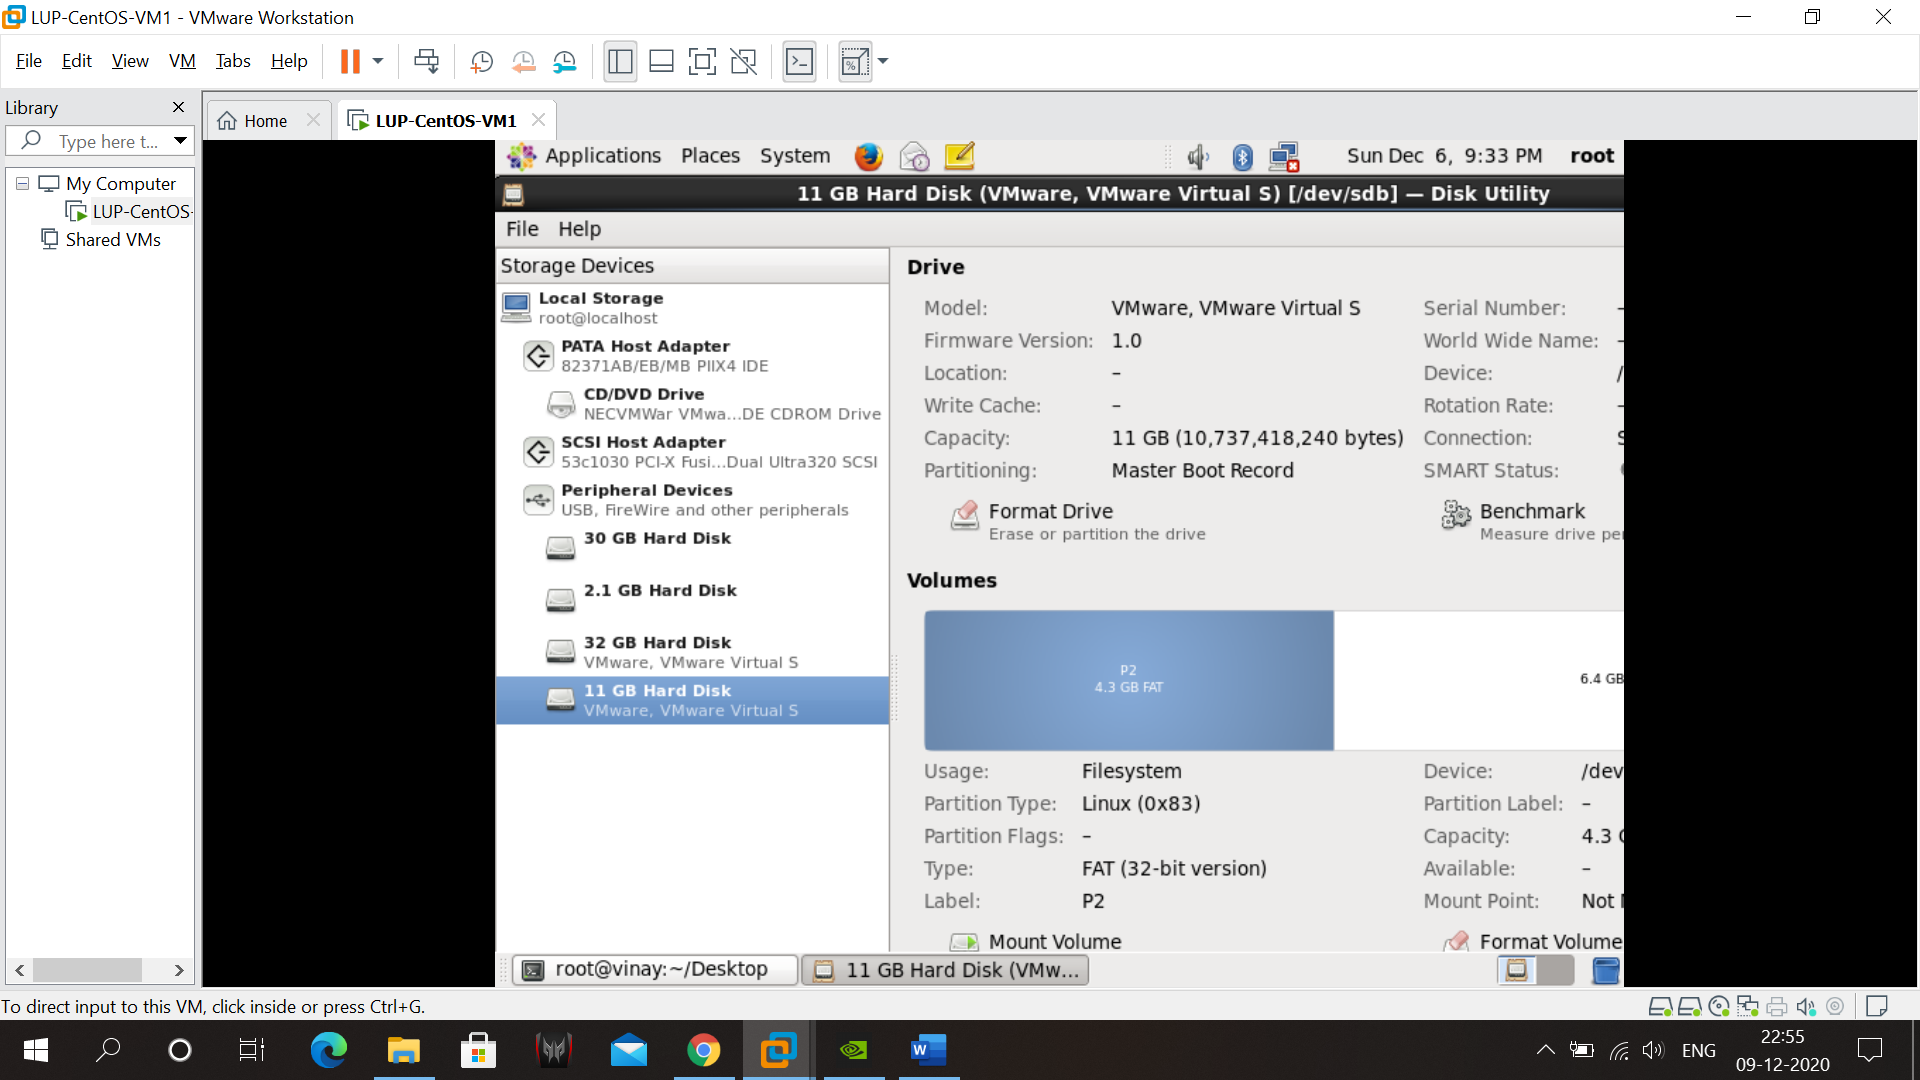 LUP-CentOS-VM1 - VMware Workstation
File Edit View VM Tabs Help
Library
Type here t...
My Computer
LUP-CentOS-
Shared VMs
Home
LUP-CentOS-VM1
Applications Places System
Sun Dec 6, 9:33 PM root
11 GB Hard Disk (VMware, VMware Virtual S) [/dev/sdb] — Disk Utility
File Help
Storage Devices
Local Storage
root@localhost
PATA Host Adapter
82371AB/EB/MB PIIX4 IDE
CD/DVD Drive
NECVMWar VMwa...DE CDROM Drive
SCSI Host Adapter
53c1030 PCI-X Fusi...Dual Ultra320 SCSI
Peripheral Devices
USB, FireWire and other peripherals
30 GB Hard Disk
2.1 GB Hard Disk
32 GB Hard Disk
VMware, VMware Virtual S
11 GB Hard Disk
VMware, VMware Virtual S
Drive
Model: VMware, VMware Virtual S Serial Number: –
Firmware Version: 1.0 World Wide Name: –
Location: – Device: /
Write Cache: – Rotation Rate: –
Capacity: 11 GB (10,737,418,240 bytes) Connection:
Partitioning: Master Boot Record SMART Status:
Format Drive
Erase or partition the drive
Benchmark
Measure drive per
Volumes
P2
4.3 GB FAT
6.4 GB
Usage: Filesystem Device: /dev
Partition Type: Linux (0x83) Partition Label: –
Partition Flags: – Capacity: 4.3
Type: FAT (32-bit version) Available: –
Label: P2 Mount Point: Not
Mount Volume Format Volume
root@vinay:~/Desktop
11 GB Hard Disk (VMw...
To direct input to this VM, click inside or press Ctrl+G.
ENG
22:55
09-12-2020